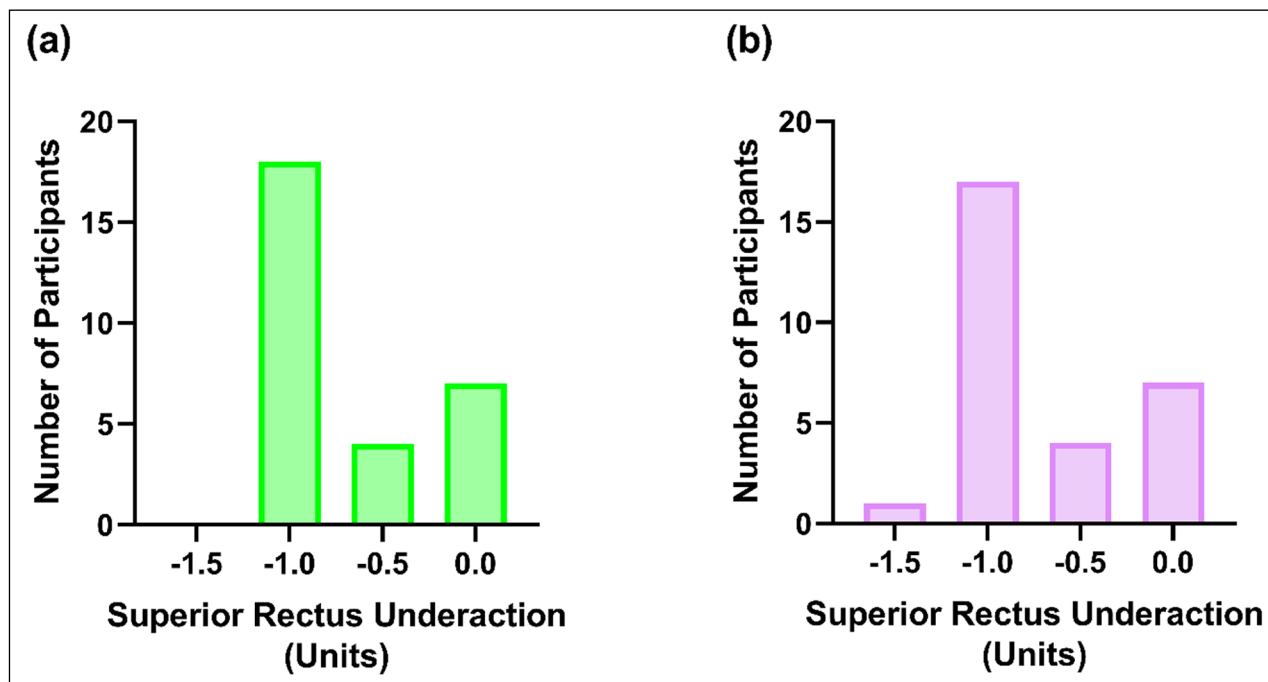 (a)
Number of Participants
20
15
10
5
0
-1.5 -1.0 -0.5 0.0
Superior Rectus Underaction
(Units)
(b)
Number of Participants
20
15
10
5
0
-1.5 -1.0 -0.5 0.0
Superior Rectus Underaction
(Units)